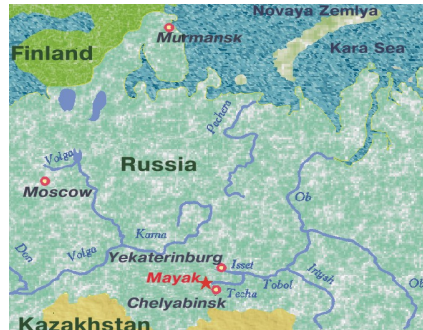 Novaya Zemlya
Murmansk
Kara Sea
Finland
Pechora
Volga
Russia
Moscow
Ob
Kama
Don
Volga
Yekaterinburg
Isset
Mayak
Tobol
Irtysh
Ob
Techa
Chelyabinsk
Kazakhstan